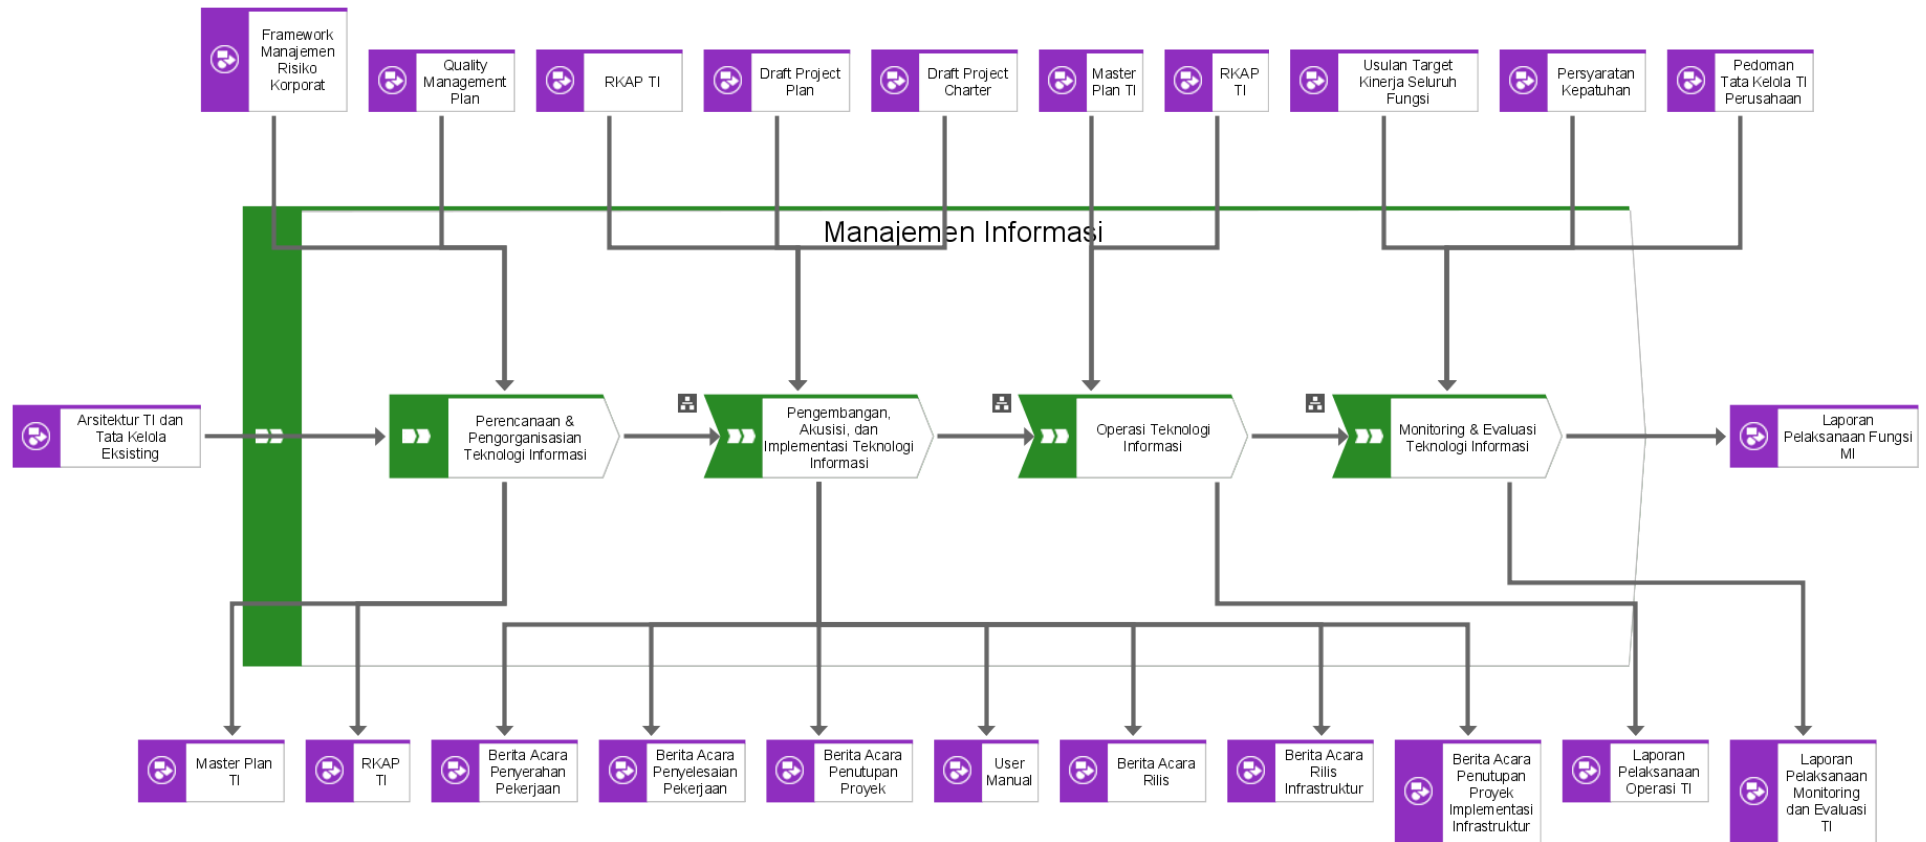 Framework
Manajemen
Risiko
Korporat
Quality
Management
Plan
RKAP TI
Draft Project
Plan
Draft Project
Charter
Master
Plan TI
RKAP
TI
Usulan Target
Kinerja Seluruh
Fungsi
Persyaratan
Kepatuhan
Pedoman
Tata Kelola TI
Perusahaan
Manajemen Informasi
Arsitektur TI dan
Tata Kelola
Eksisting
Perencanaan &
Pengorganisasian
Teknologi Informasi
Pengembangan,
Akusisi, dan
Implementasi Teknologi
Informasi
Operasi Teknologi
Informasi
Monitoring & Evaluasi
Teknologi Informasi
Laporan
Pelaksanaan Fungsi
MI
Master Plan
TI
RKAP
TI
Berita Acara
Penyerahan
Pekerjaan
Berita Acara
Penyelesaian
Pekerjaan
Berita Acara
Penutupan
Proyek
User
Manual
Berita Acara
Rilis
Berita Acara
Rilis
Infrastruktur
Berita Acara
Penutupan
Proyek
Implementasi
Infrastruktur
Laporan
Pelaksanaan
Operasi TI
Laporan
Pelaksanaan
Monitoring
dan Evaluasi
TI